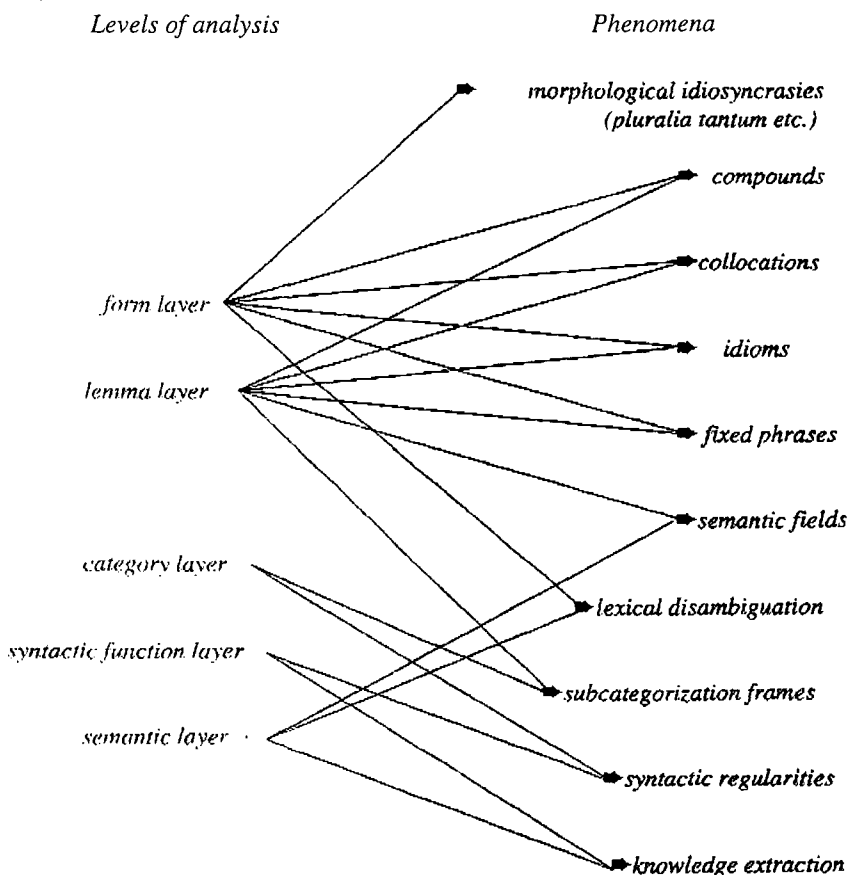 Levels of analysis
Phenomena
morphological idiosyncrasies
(pluralia tantum etc.)
compounds
collocations
form layer
idioms
lemma layer
fixed phrases
semantic fields
category layer
lexical disambiguation
syntactic function layer
subcategorization frames
semantic layer
syntactic regularities
knowledge extraction